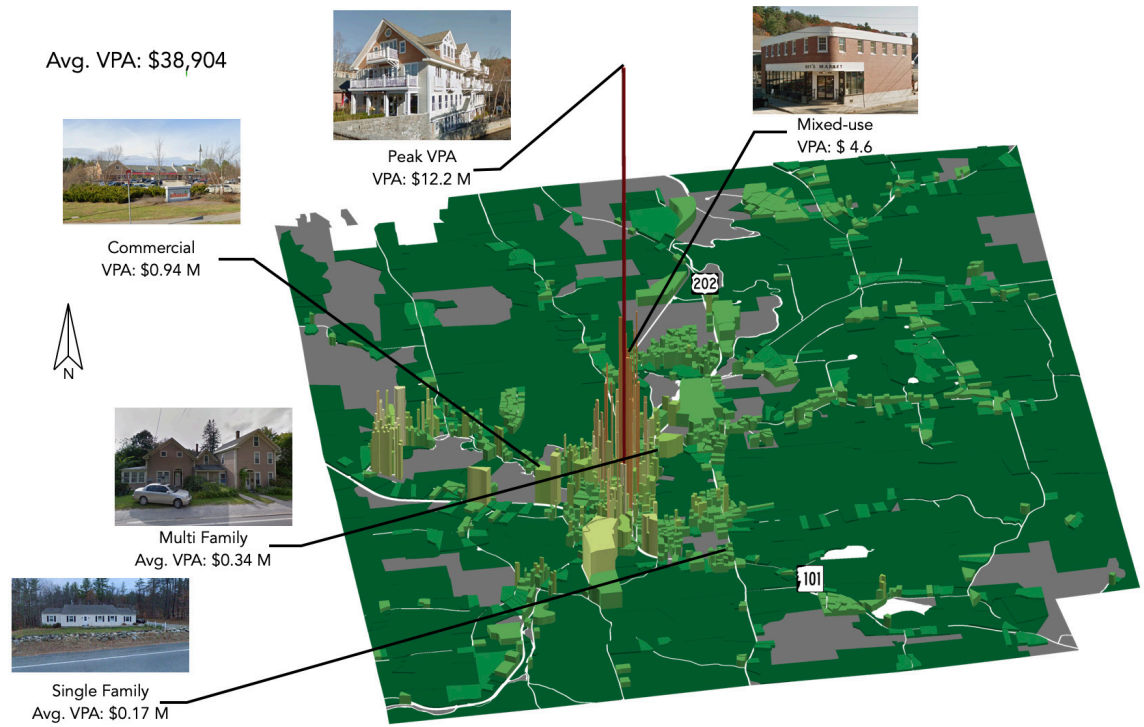 Avg. VPA: $38,904
Peak VPA
VPA: $12.2 M
Mixed-use
VPA: $ 4.6
Commercial
VPA: $0.94 M
202
N
Multi Family
Avg. VPA: $0.34 M
101
Single Family
Avg. VPA: $0.17 M
MARKET